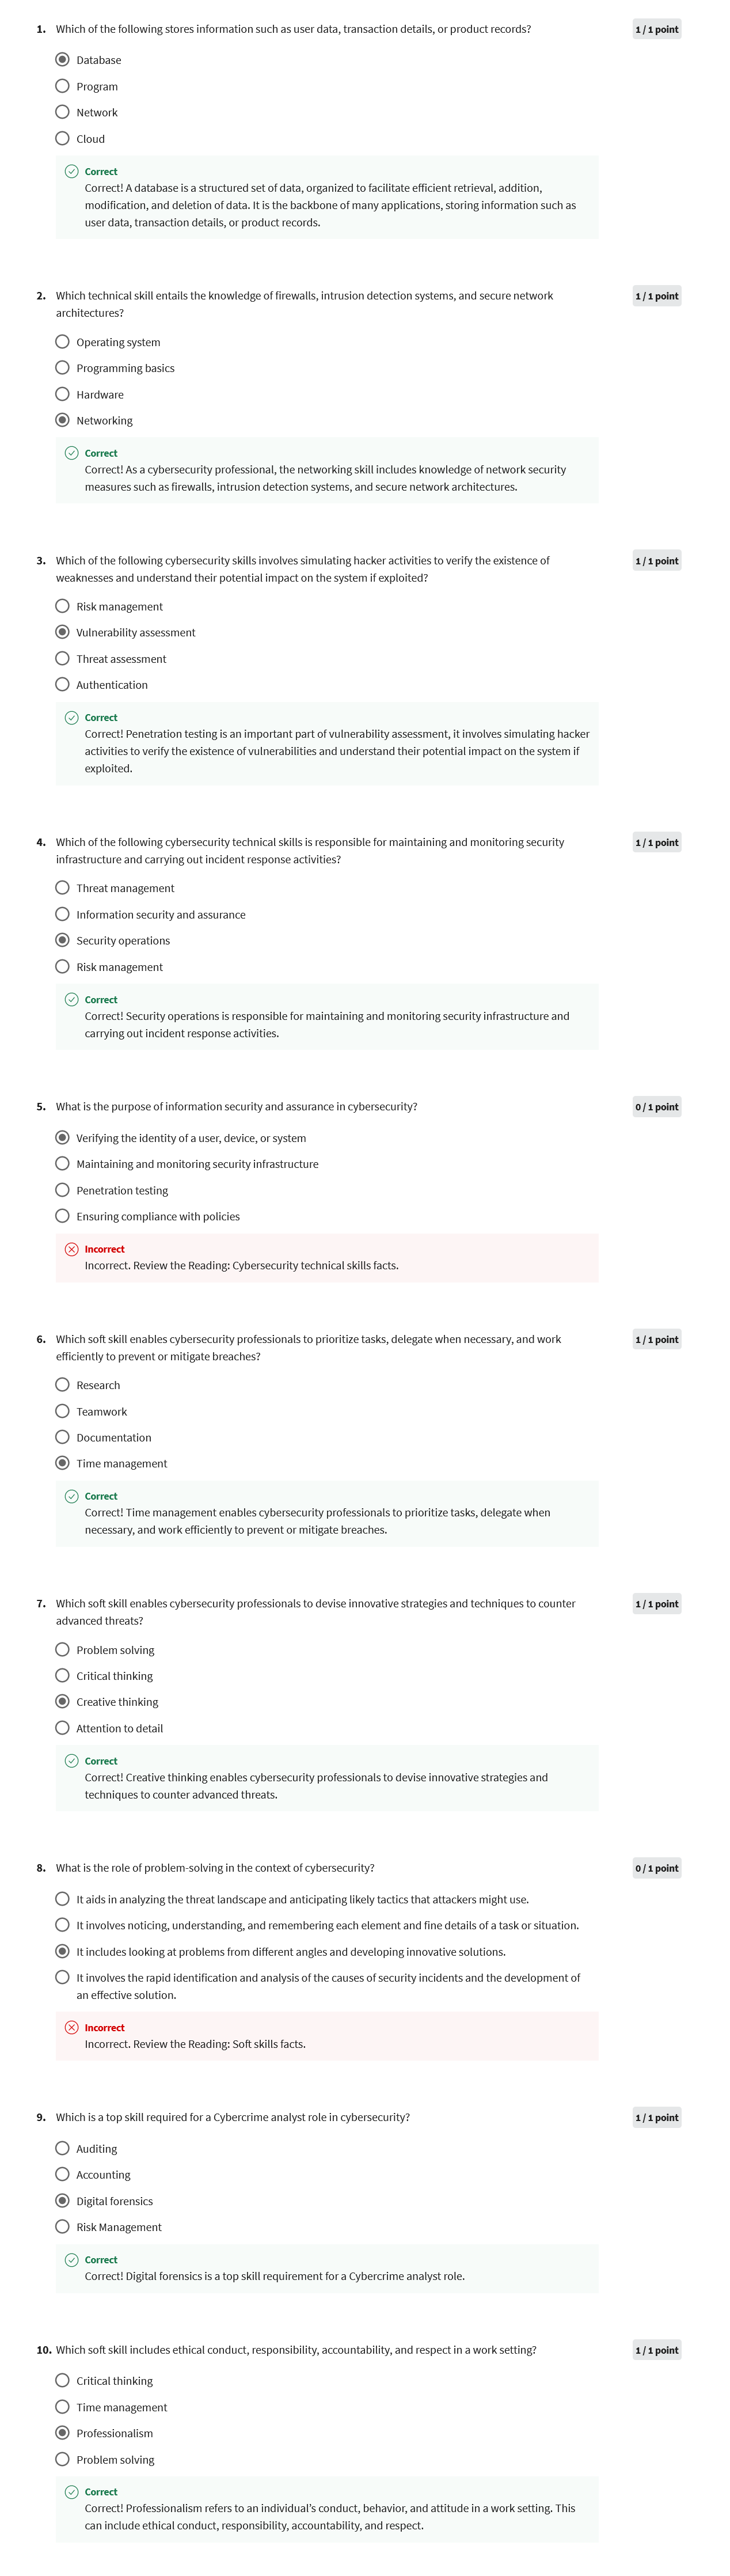 1. Which of the following stores information such as user data, transaction details, or product records?
1 / 1 point
Database
Program
Network
Cloud
Correct
Correct! A database is a structured set of data, organized to facilitate efficient retrieval, addition,
modification, and deletion of data. It is the backbone of many applications, storing information such as
user data, transaction details, or product records.
2. Which technical skill entails the knowledge of firewalls, intrusion detection systems, and secure network
architectures?
1 / 1 point
Operating system
Programming basics
Hardware
Networking
Correct
Correct! As a cybersecurity professional, the networking skill includes knowledge of network security
measures such as firewalls, intrusion detection systems, and secure network architectures.
3. Which of the following cybersecurity skills involves simulating hacker activities to verify the existence of
weaknesses and understand their potential impact on the system if exploited?
1 / 1 point
Risk management
Vulnerability assessment
Threat assessment
Authentication
Correct
Correct! Penetration testing is an important part of vulnerability assessment, it involves simulating hacker
activities to verify the existence of vulnerabilities and understand their potential impact on the system if
exploited.
4. Which of the following cybersecurity technical skills is responsible for maintaining and monitoring security
infrastructure and carrying out incident response activities?
1 / 1 point
Threat management
Information security and assurance
Security operations
Risk management
Correct
Correct! Security operations is responsible for maintaining and monitoring security infrastructure and
carrying out incident response activities.
5. What is the purpose of information security and assurance in cybersecurity?
0 / 1 point
Verifying the identity of a user, device, or system
Maintaining and monitoring security infrastructure
Penetration testing
Ensuring compliance with policies
Incorrect
Incorrect. Review the Reading: Cybersecurity technical skills facts.
6. Which soft skill enables cybersecurity professionals to prioritize tasks, delegate when necessary, and work
efficiently to prevent or mitigate breaches?
1 / 1 point
Research
Teamwork
Documentation
Time management
Correct
Correct! Time management enables cybersecurity professionals to prioritize tasks, delegate when
necessary, and work efficiently to prevent or mitigate breaches.
7. Which soft skill enables cybersecurity professionals to devise innovative strategies and techniques to counter
advanced threats?
1 / 1 point
Problem solving
Critical thinking
Creative thinking
Attention to detail
Correct
Correct! Creative thinking enables cybersecurity professionals to devise innovative strategies and
techniques to counter advanced threats.
8. What is the role of problem-solving in the context of cybersecurity?
0 / 1 point
It aids in analyzing the threat landscape and anticipating likely tactics that attackers might use.
It involves noticing, understanding, and remembering each element and fine details of a task or situation.
It includes looking at problems from different angles and developing innovative solutions.
It involves the rapid identification and analysis of the causes of security incidents and the development of
an effective solution.
Incorrect
Incorrect. Review the Reading: Soft skills facts.
9. Which is a top skill required for a Cybercrime analyst role in cybersecurity?
1 / 1 point
Auditing
Accounting
Digital forensics
Risk Management
Correct
Correct! Digital forensics is a top skill requirement for a Cybercrime analyst role.
10. Which soft skill includes ethical conduct, responsibility, accountability, and respect in a work setting?
1 / 1 point
Critical thinking
Time management
Professionalism
Problem solving
Correct
Correct! Professionalism refers to an individual’s conduct, behavior, and attitude in a work setting. This
can include ethical conduct, responsibility, accountability, and respect.